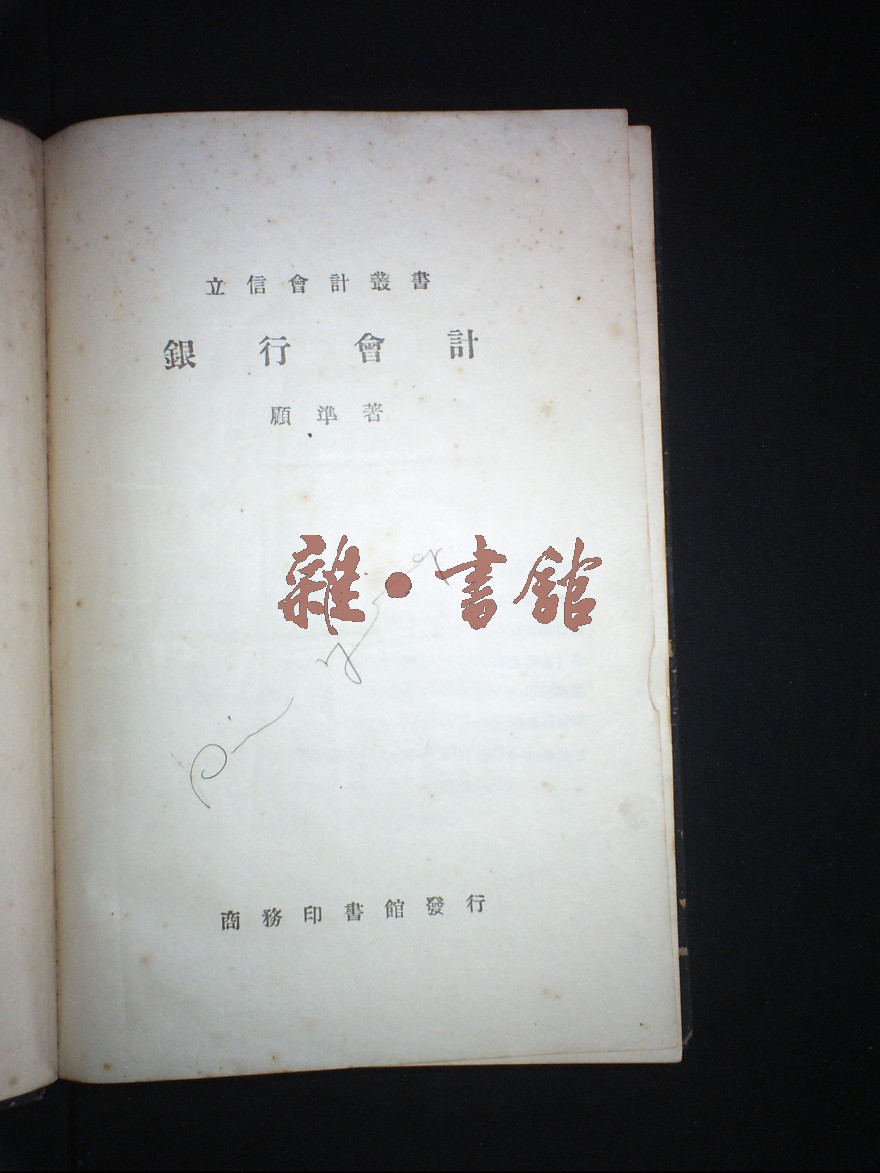 立信會計叢書
銀行會計
顧準著
雜·書館
商務印書館發行